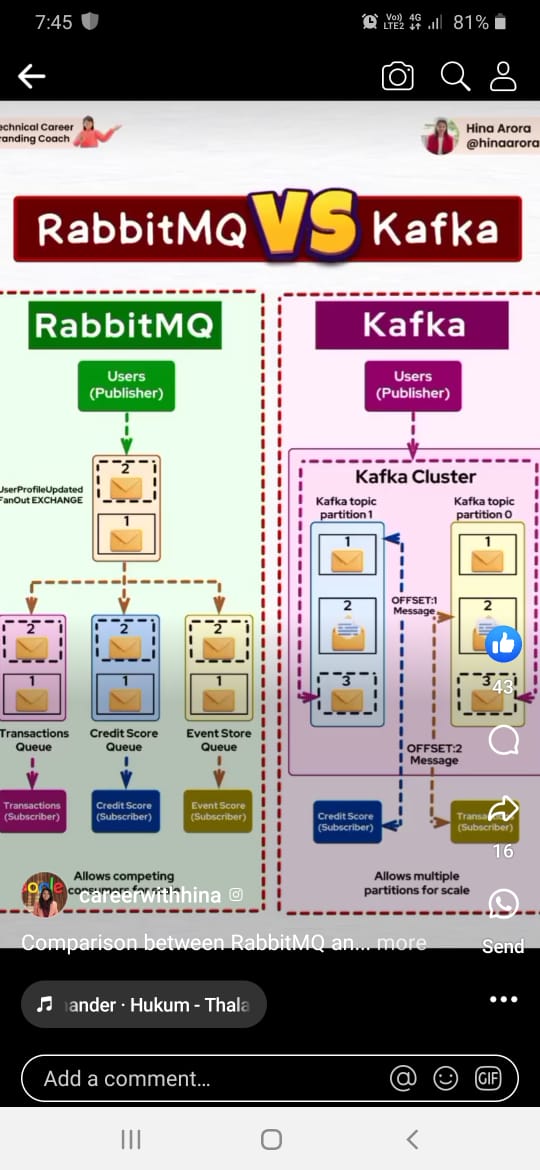 7:45
Vo)) 4G
LTE2 81%
echnical Career
randing Coach
Hina Arora
@hinaarora
RabbitMQ VS Kafka
RabbitMQ
Users
(Publisher)
2
1
UserProfileUpdated
FanOut EXCHANGE
2
2
2
1
1
1
Transactions
Queue
Credit Score
Queue
Event Store
Queue
Transactions
(Subscriber)
Credit Score
(Subscriber)
Event Score
(Subscriber)
Allows competing
consumers for scale
Kafka
Users
(Publisher)
Kafka Cluster
Kafka topic
partition 1
Kafka topic
partition 0
1
1
OFFSET:1
Message
2
2
3
3
OFFSET:2
Message
Credit Score
(Subscriber)
(Subscriber)
Allows multiple
partitions for scale
43
16
Send
careerwithhina
Comparison between RabbitMQ an... more
ander · Hukum - Thala
Add a comment...
GIF